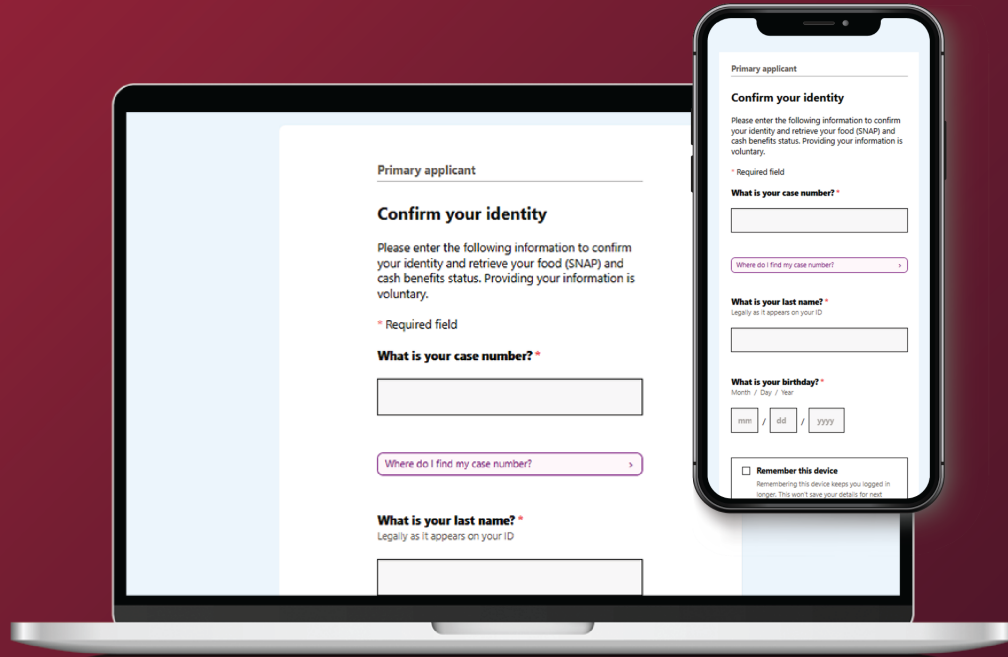 Primary applicant
Confirm your identity
Please enter the following information to confirm
your identity and retrieve your food (SNAP) and
cash benefits status. Providing your information is
voluntary.
* Required field
What is your case number? *
Where do I find my case number? >
What is your last name? *
Legally as it appears on your ID
Primary applicant
Confirm your identity
Please enter the following information to confirm
your identity and retrieve your food (SNAP) and
cash benefits status. Providing your information is
voluntary.
* Required field
What is your case number? *
Where do I find my case number? >
What is your last name? *
Legally as it appears on your ID
What is your birthday? *
Month / Day / Year
mm / dd / yyyy
Remember this device
Remembering this device keeps you logged in
longer. This won't save your details for next